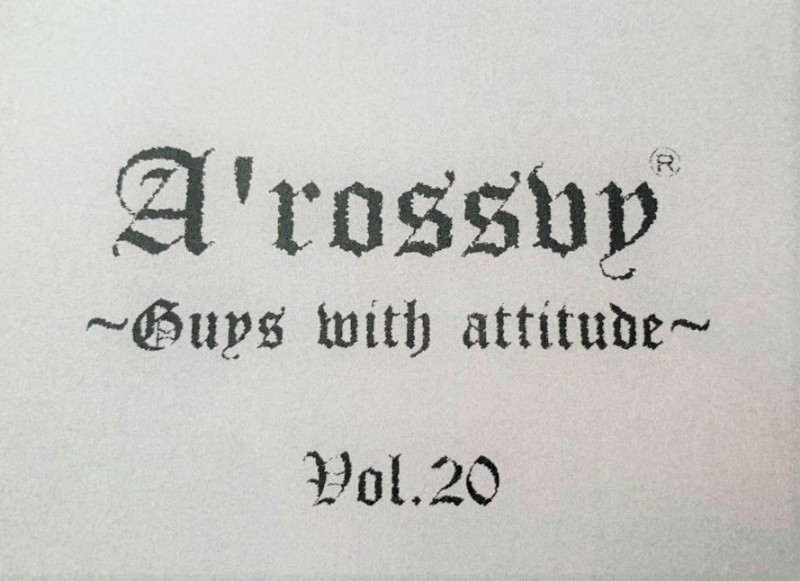 A'rossvy®
~Guys with attitude~
Vol.20